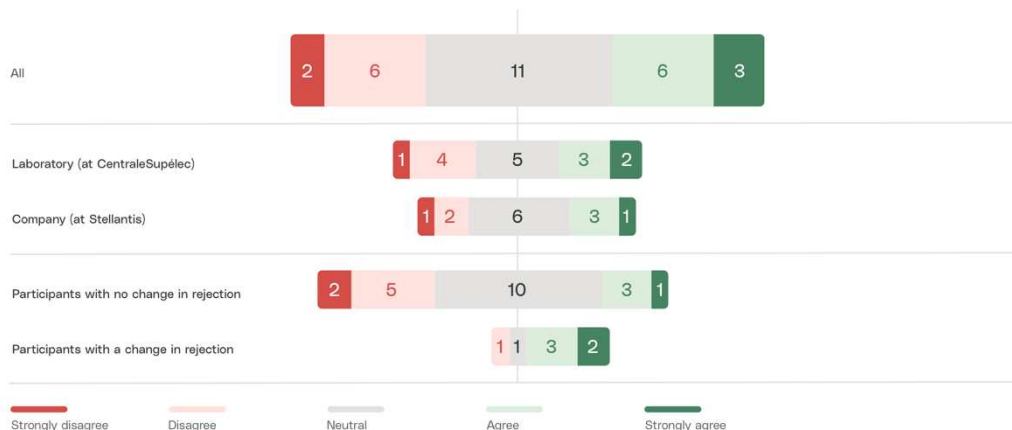 All
2 6 11 6 3
Laboratory (at CentraleSupélec)
1 4 5 3 2
Company (at Stellantis)
1 2 6 3 1
Participants with no change in rejection
2 5 10 3 1
Participants with a change in rejection
1 1 3 2
Strongly disagree Disagree Neutral Agree Strongly agree